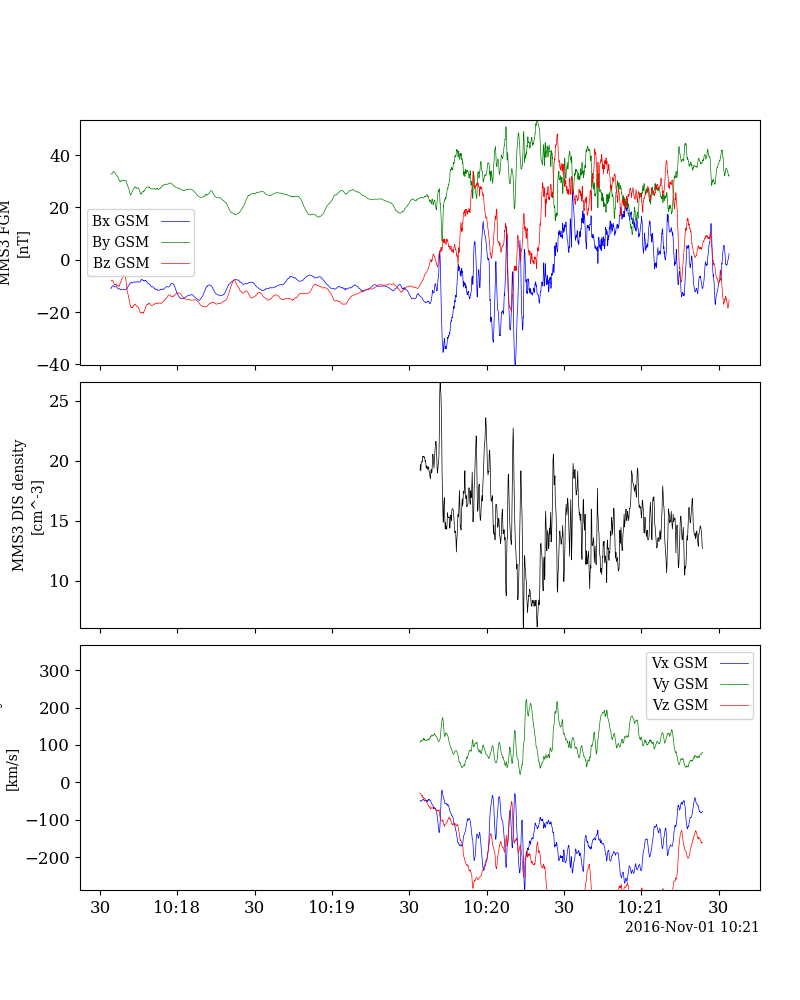 40
20
0
−20
−40
MMS3 FGM
[nT]
Bx GSM
By GSM
Bz GSM
25
20
15
10
MMS3 DIS density
[cm^-3]
300
200
100
0
−100
−200
[km/s]
Vx GSM
Vy GSM
Vz GSM
30 10:18 30 10:19 30 10:20 30 10:21 30
2016-Nov-01 10:21